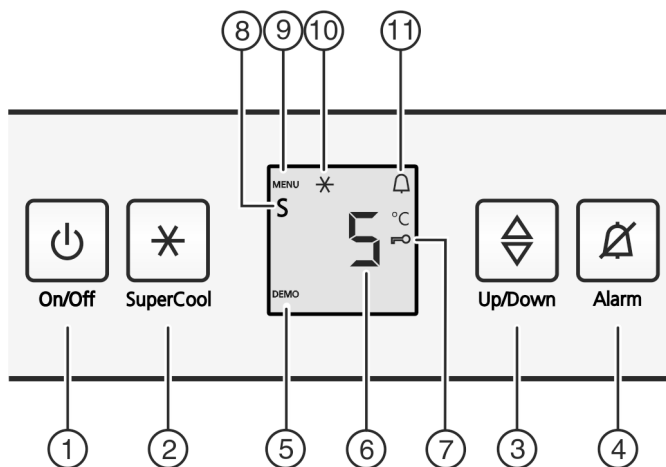 8 9 10 11
MENU
S
5 °C
DEMO
On/Off SuperCool Up/Down Alarm
1 2 5 6 7 3 4